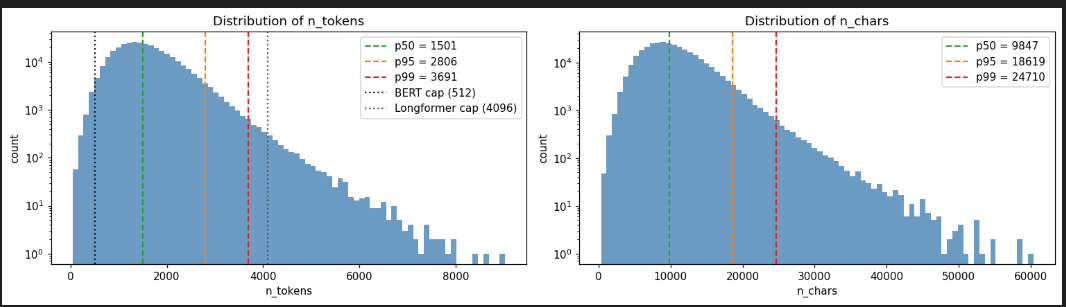 Distribution of n_tokens
p50 = 1501
p95 = 2806
p99 = 3691
BERT cap (512)
Longformer cap (4096)
count
10⁴
10³
10²
10¹
10⁰
0 2000 4000 6000 8000
n_tokens
Distribution of n_chars
p50 = 9847
p95 = 18619
p99 = 24710
count
10⁴
10³
10²
10¹
10⁰
0 10000 20000 30000 40000 50000 60000
n_chars